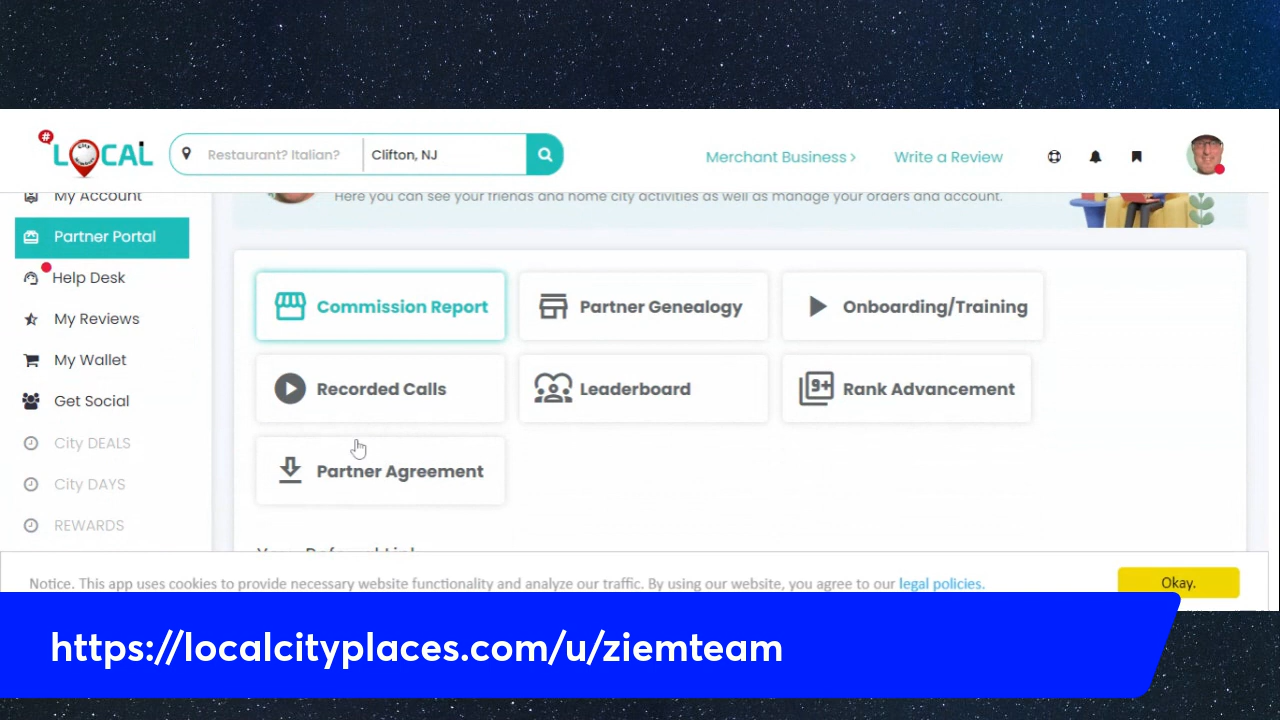 #LOCAL
Restaurant? Italian?
Clifton, NJ
Merchant Business >
Write a Review
My Account
Here you can see your friends and home city activities as well as manage your orders and account.
Partner Portal
Help Desk
My Reviews
My Wallet
Get Social
City DEALS
City DAYS
REWARDS
Commission Report
Partner Genealogy
Onboarding/Training
Recorded Calls
Leaderboard
9+ Rank Advancement
Partner Agreement
Notice. This app uses cookies to provide necessary website functionality and analyze our traffic. By using our website, you agree to our legal policies.
Okay.
https://localcityplaces.com/u/ziemteam